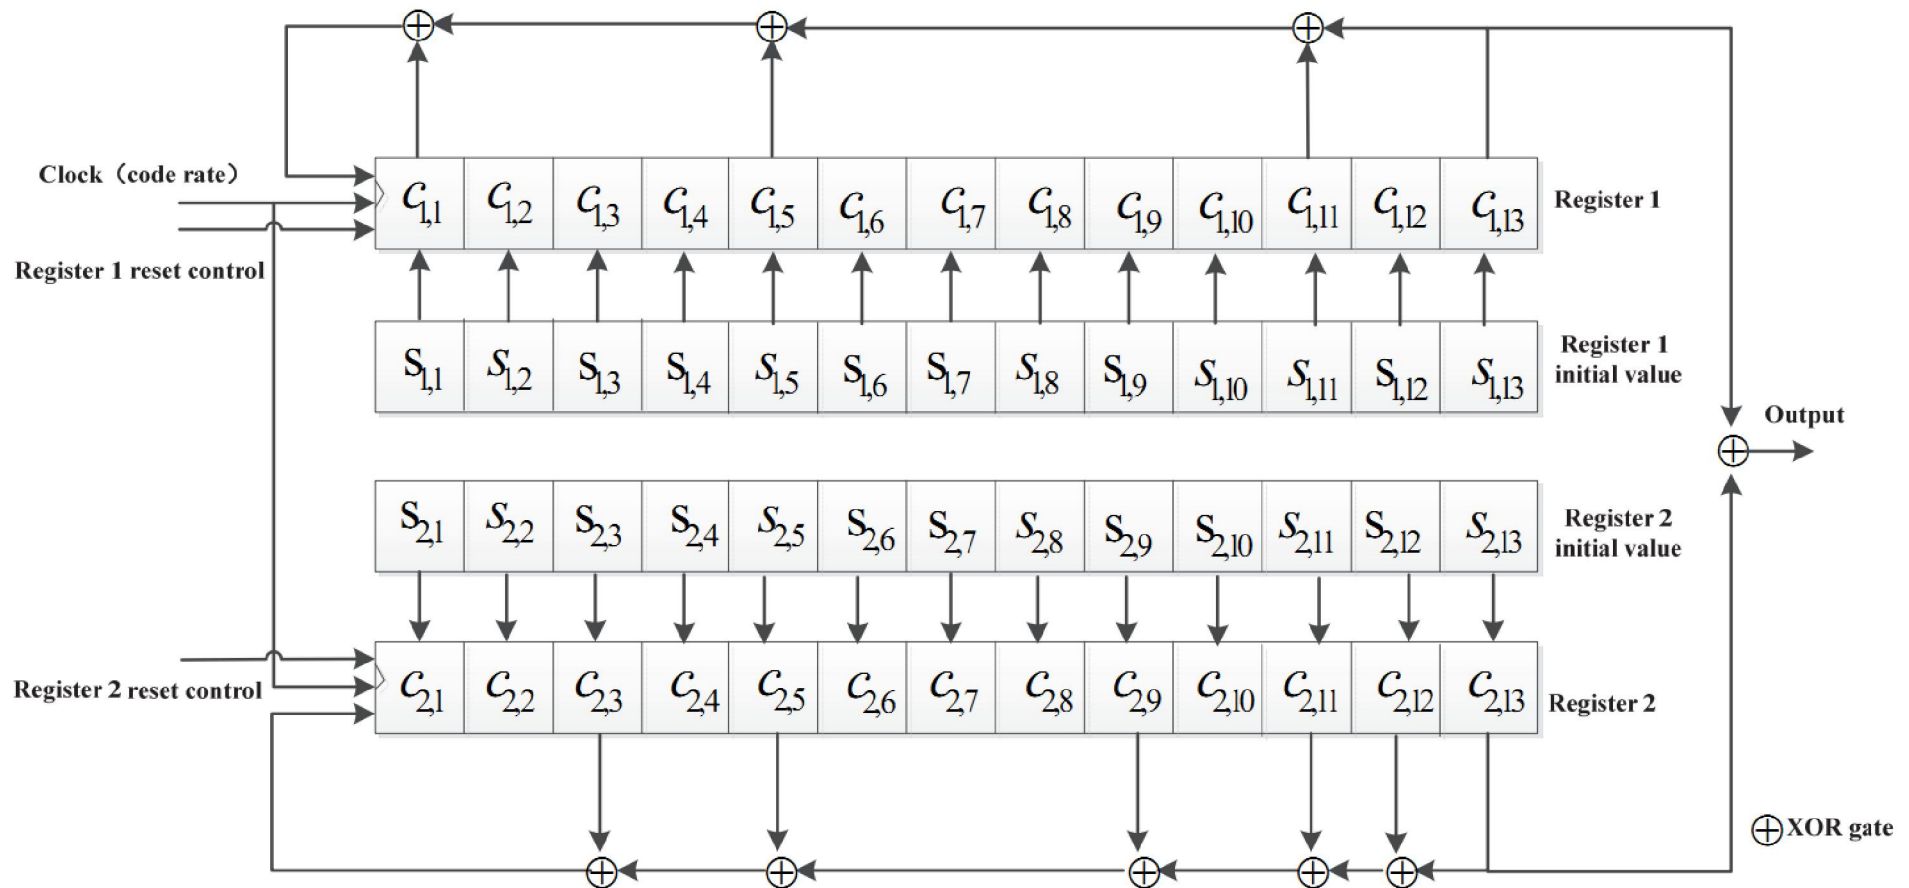 Clock（code rate）
C1,1 C1,2 C1,3 C1,4 C1,5 C1,6 C1,7 C1,8 C1,9 C1,10 C1,11 C1,12 C1,13
Register 1
Register 1 reset control
S1,1 S1,2 S1,3 S1,4 S1,5 S1,6 S1,7 S1,8 S1,9 S1,10 S1,11 S1,12 S1,13
Register 1
initial value
Output
S2,1 S2,2 S2,3 S2,4 S2,5 S2,6 S2,7 S2,8 S2,9 S2,10 S2,11 S2,12 S2,13
Register 2
initial value
Register 2 reset control
C2,1 C2,2 C2,3 C2,4 C2,5 C2,6 C2,7 C2,8 C2,9 C2,10 C2,11 C2,12 C2,13
Register 2
XOR gate